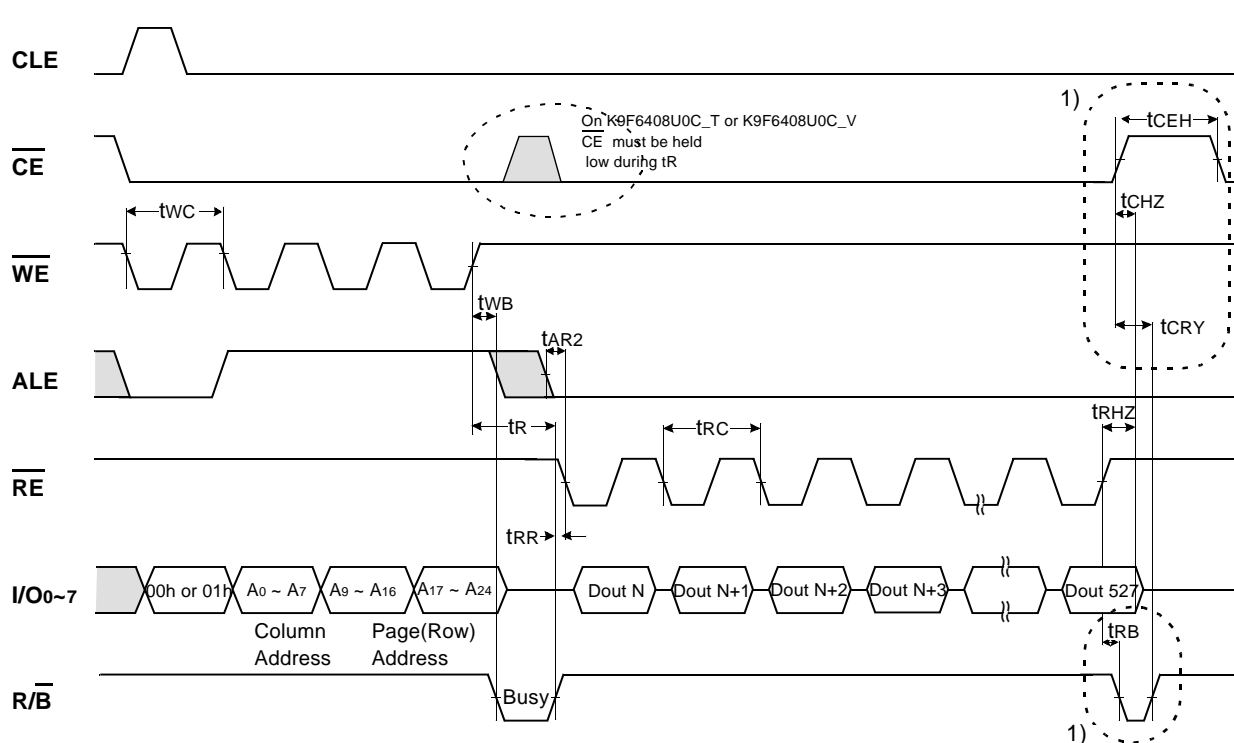 CLE
1)
tCEH
On K9F6408U0C_T or K9F6408U0C_V
CE must be held
low during tR
CE
tCHZ
tWC
WE
tWB
tCRY
tAR2
ALE
tRHZ
tR
tRC
RE
tRR
I/O0~7
00h or 01h
A0 ~ A7
A9 ~ A16
A17 ~ A24
Dout N
Dout N+1
Dout N+2
Dout N+3
Dout 527
Column
Address
Page(Row)
Address
tRB
R/B
Busy
1)